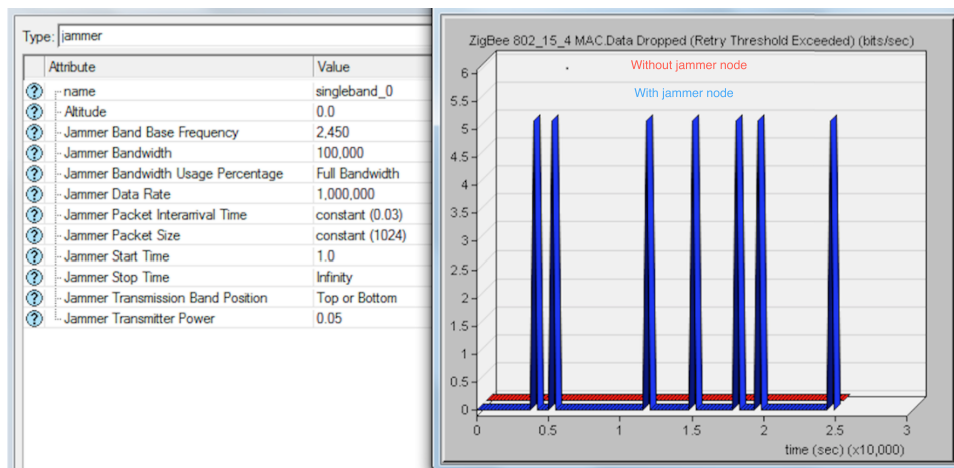 Type: jammer
Attribute Value
name singleband_0
Altitude 0.0
Jammer Band Base Frequency 2,450
Jammer Bandwidth 100,000
Jammer Bandwidth Usage Percentage Full Bandwidth
Jammer Data Rate 1,000,000
Jammer Packet Interarrival Time constant (0.03)
Jammer Packet Size constant (1024)
Jammer Start Time 1.0
Jammer Stop Time Infinity
Jammer Transmission Band Position Top or Bottom
Jammer Transmitter Power 0.05
ZigBee 802_15_4 MAC.Data Dropped (Retry Threshold Exceeded) (bits/sec)
Without jammer node
With jammer node
6
5.5
5
4.5
4
3.5
3
2.5
2
1.5
1
0.5
0
0 0.5 1 1.5 2 2.5 3
time (sec) (x10,000)